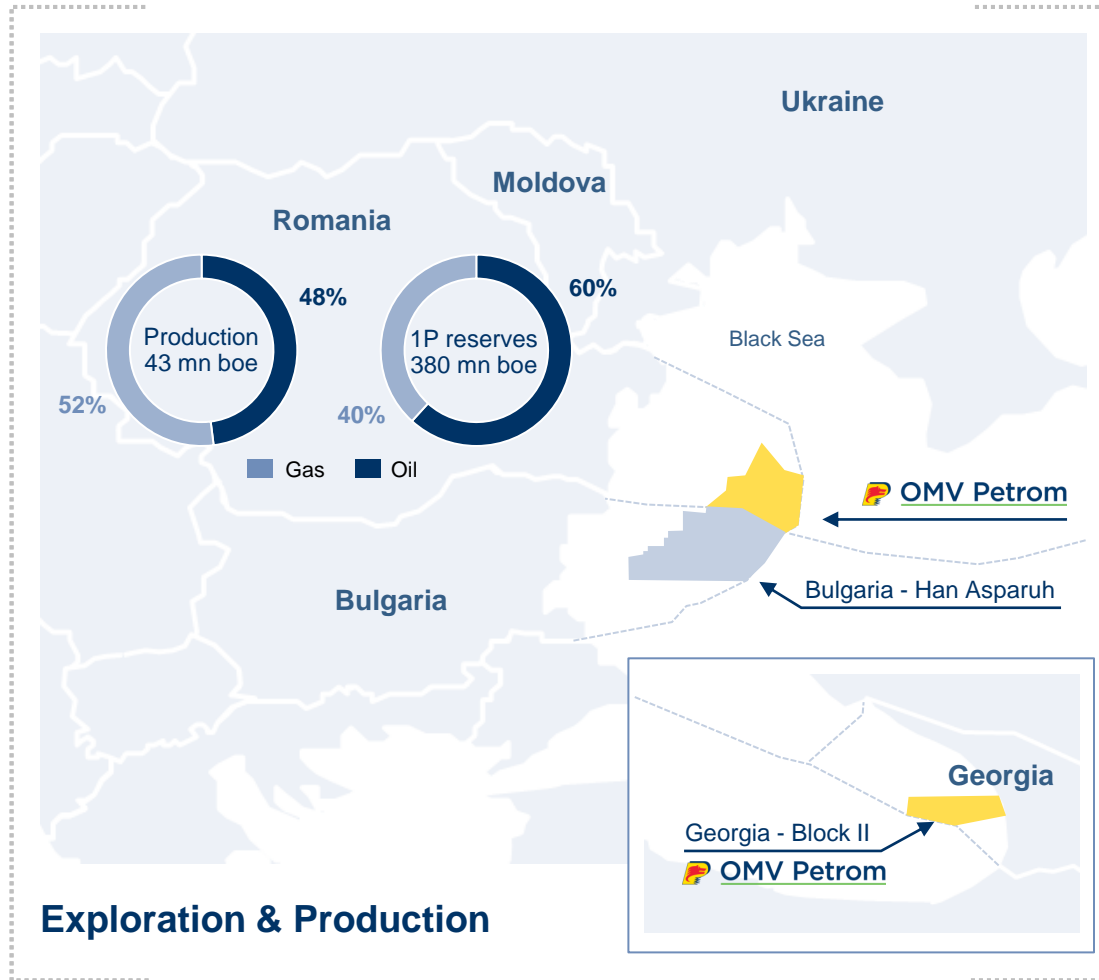 Ukraine
Moldova
Romania
48%
60%
Production
43 mn boe
1P reserves
380 mn boe
Black Sea
52%
40%
Gas
Oil
OMV Petrom
Bulgaria - Han Asparuh
Bulgaria
Georgia
Georgia - Block II
OMV Petrom
Exploration & Production